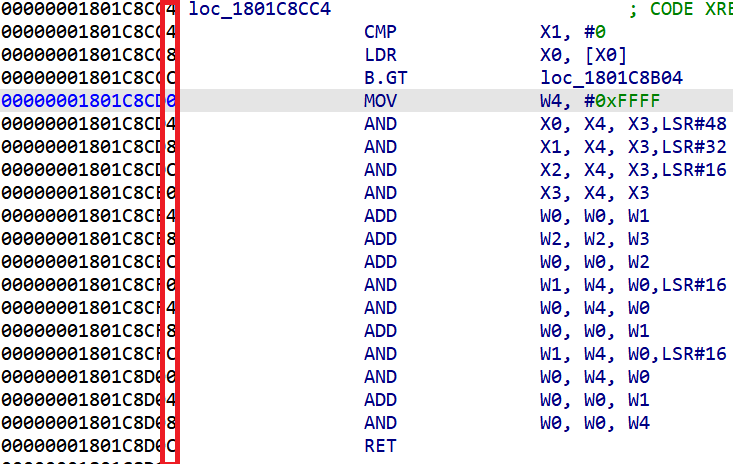 00000001801C8CC4 loc_1801C8CC4 ; CODE XRE
00000001801C8CC4 CMP X1, #0
00000001801C8CC8 LDR X0, [X0]
00000001801C8CCC B.GT loc_1801C8B04
00000001801C8CD0 MOV W4, #0xFFFF
00000001801C8CD4 AND X0, X4, X3,LSR#48
00000001801C8CD8 AND X1, X4, X3,LSR#32
00000001801C8CDC AND X2, X4, X3,LSR#16
00000001801C8CE0 AND X3, X4, X3
00000001801C8CE4 ADD W0, W0, W1
00000001801C8CE8 ADD W2, W2, W3
00000001801C8CEC ADD W0, W0, W2
00000001801C8CF0 AND W1, W4, W0,LSR#16
00000001801C8CF4 AND W0, W4, W0
00000001801C8CF8 ADD W0, W0, W1
00000001801C8CFC AND W1, W4, W0,LSR#16
00000001801C8D00 AND W0, W4, W0
00000001801C8D04 ADD W0, W0, W1
00000001801C8D08 AND W0, W0, W4
00000001801C8D0C RET